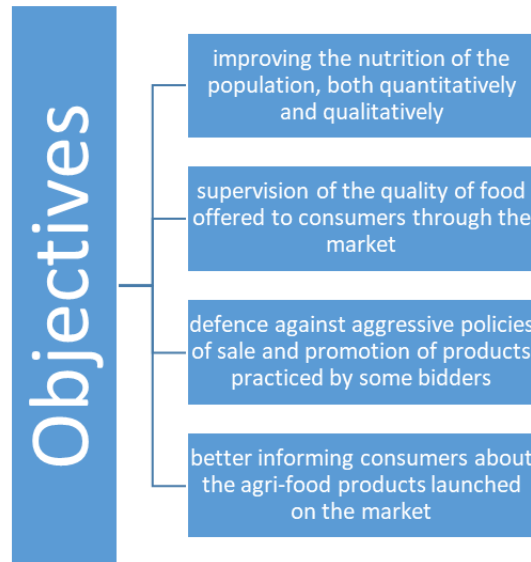 Objectives
improving the nutrition of the
population, both quantitatively
and qualitatively
supervision of the quality of food
offered to consumers through the
market
defence against aggressive policies
of sale and promotion of products
practiced by some bidders
better informing consumers about
the agri-food products launched
on the market